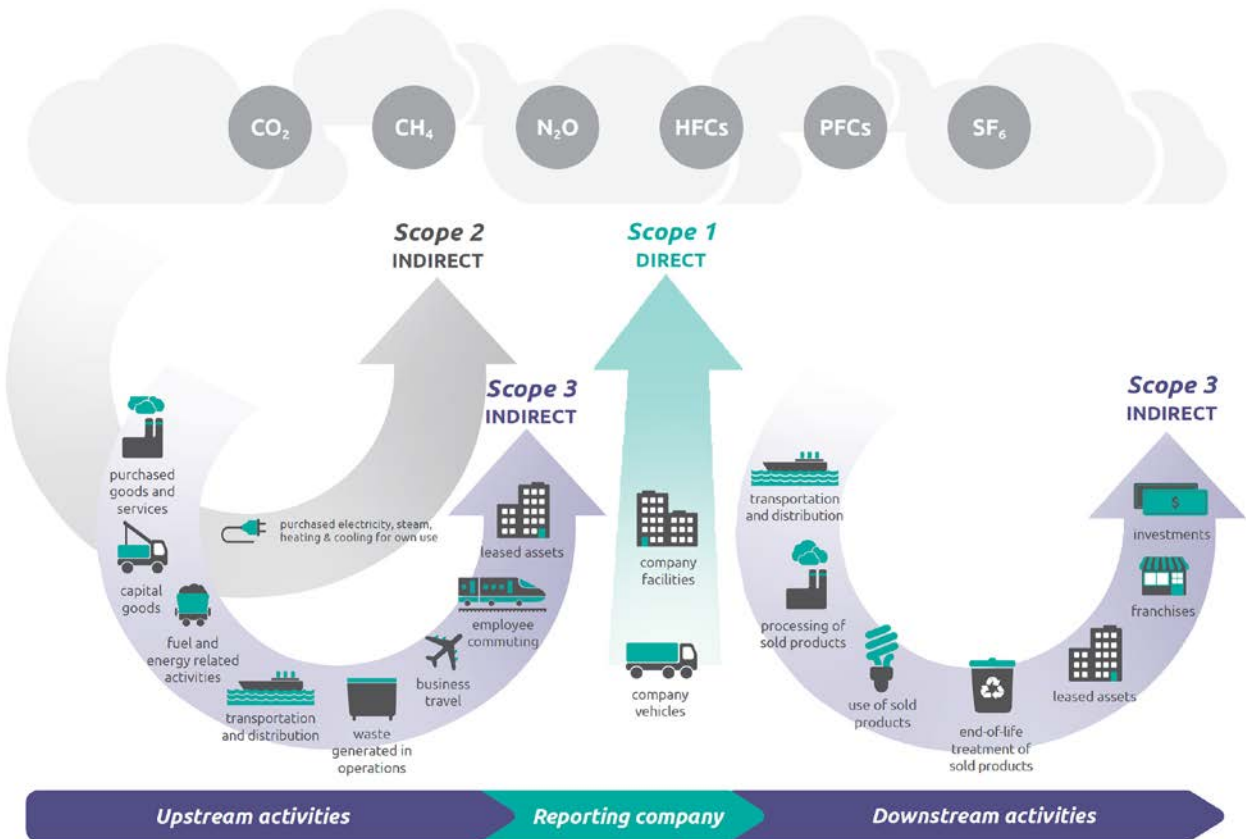 CO₂
CH₄
N₂O
HFCs
PFCs
SF₆
Scope 2
INDIRECT
Scope 1
DIRECT
Scope 3
INDIRECT
Scope 3
INDIRECT
purchased
goods and
services
capital
goods
fuel and
energy related
activities
purchased electricity, steam,
heating & cooling for own use
transportation
and distribution
waste
generated in
operations
business
travel
employee
commuting
leased assets
company
facilities
company
vehicles
transportation
and distribution
processing of
sold products
use of sold
products
end-of-life
treatment of
sold products
leased assets
franchises
$
investments
Upstream activities
Reporting company
Downstream activities